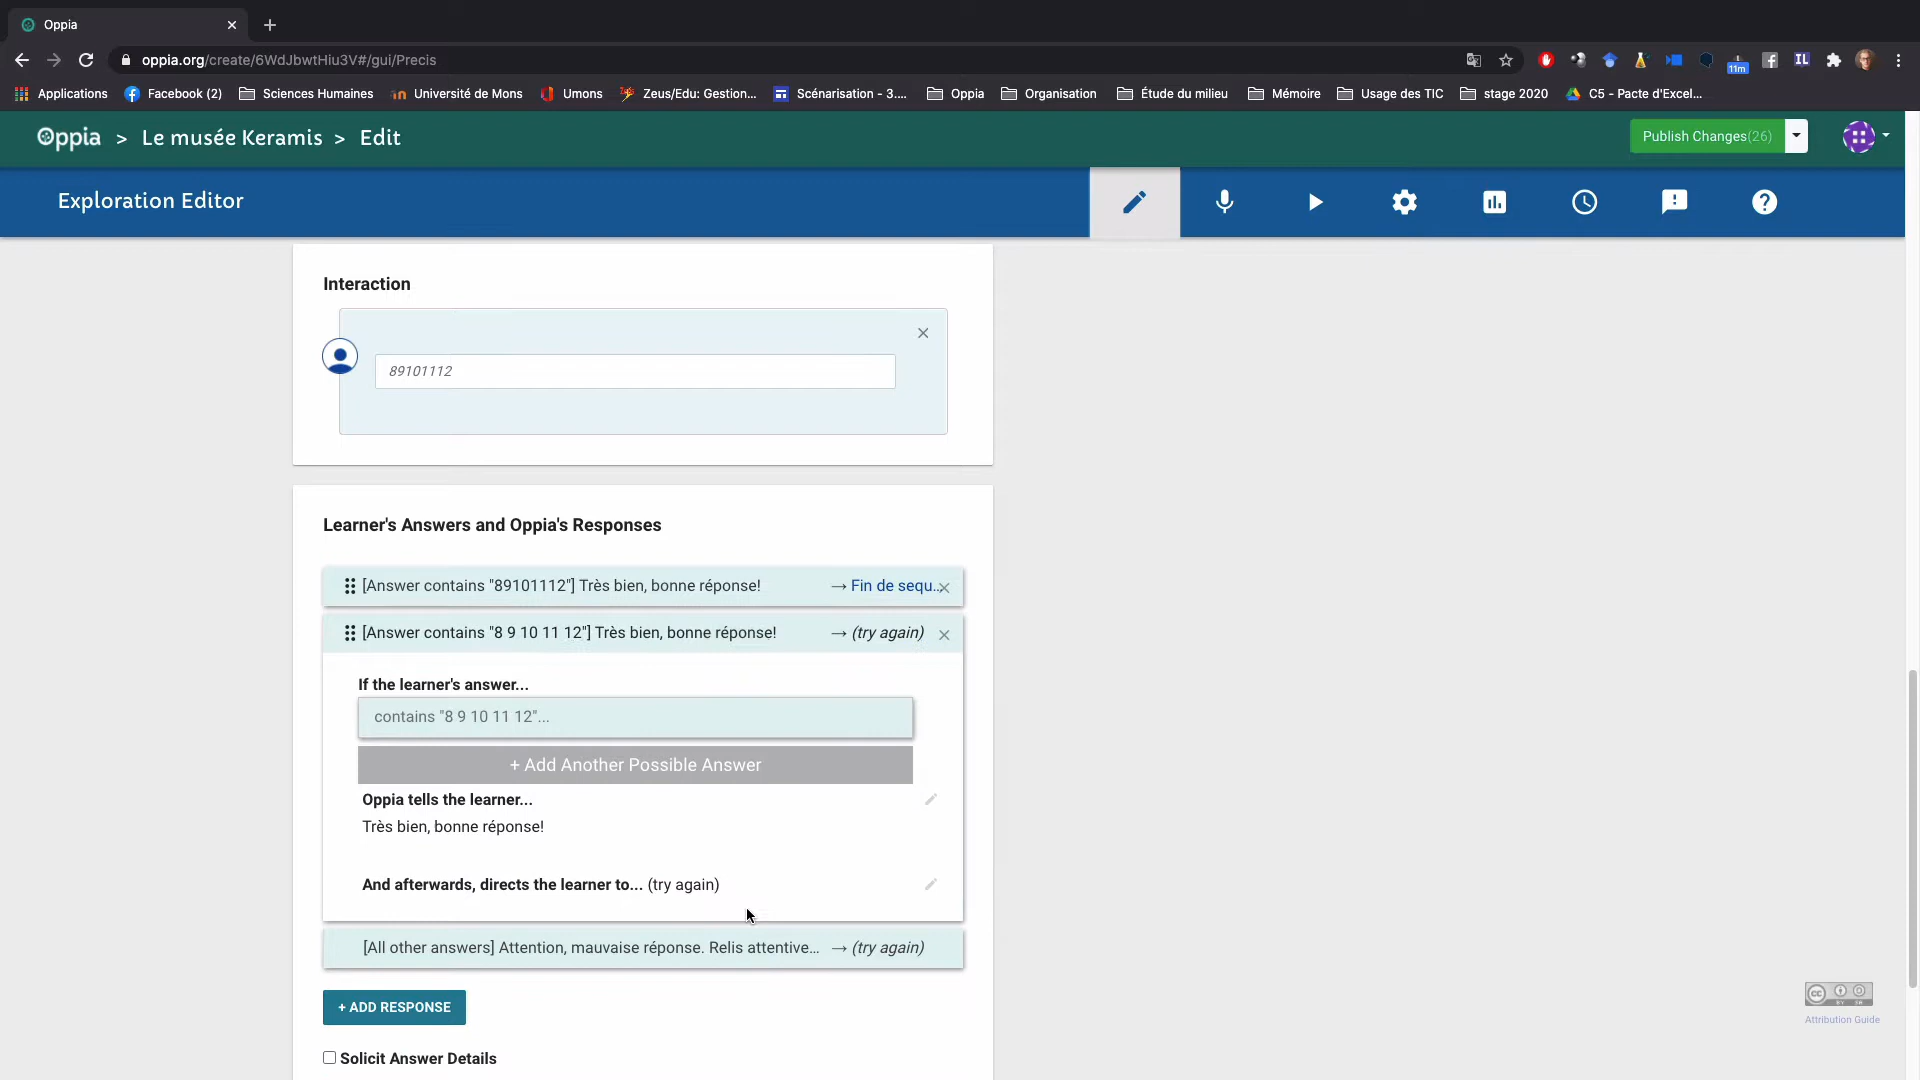 Oppia
oppia.org/create/6WdJbwtHiu3V#/gui/Precis
11m
IL
Applications
Facebook (2)
Sciences Humaines
Université de Mons
Umons
Zeus/Edu: Gestion...
Scénarisation - 3....
Oppia
Organisation
Étude du milieu
Mémoire
Usage des TIC
stage 2020
C5 - Pacte d'Excel...
Oppia > Le musée Keramis > Edit
Publish Changes(26)
Exploration Editor
Interaction
89101112
Learner's Answers and Oppia's Responses
[Answer contains "89101112"] Très bien, bonne réponse! → Fin de sequ...
[Answer contains "8 9 10 11 12"] Très bien, bonne réponse! → (try again)
If the learner's answer...
contains "8 9 10 11 12"...
+ Add Another Possible Answer
Oppia tells the learner...
Très bien, bonne réponse!
And afterwards, directs the learner to... (try again)
[All other answers] Attention, mauvaise réponse. Relis attentive... → (try again)
+ ADD RESPONSE
Solicit Answer Details
cc
BY SA
Attribution Guide